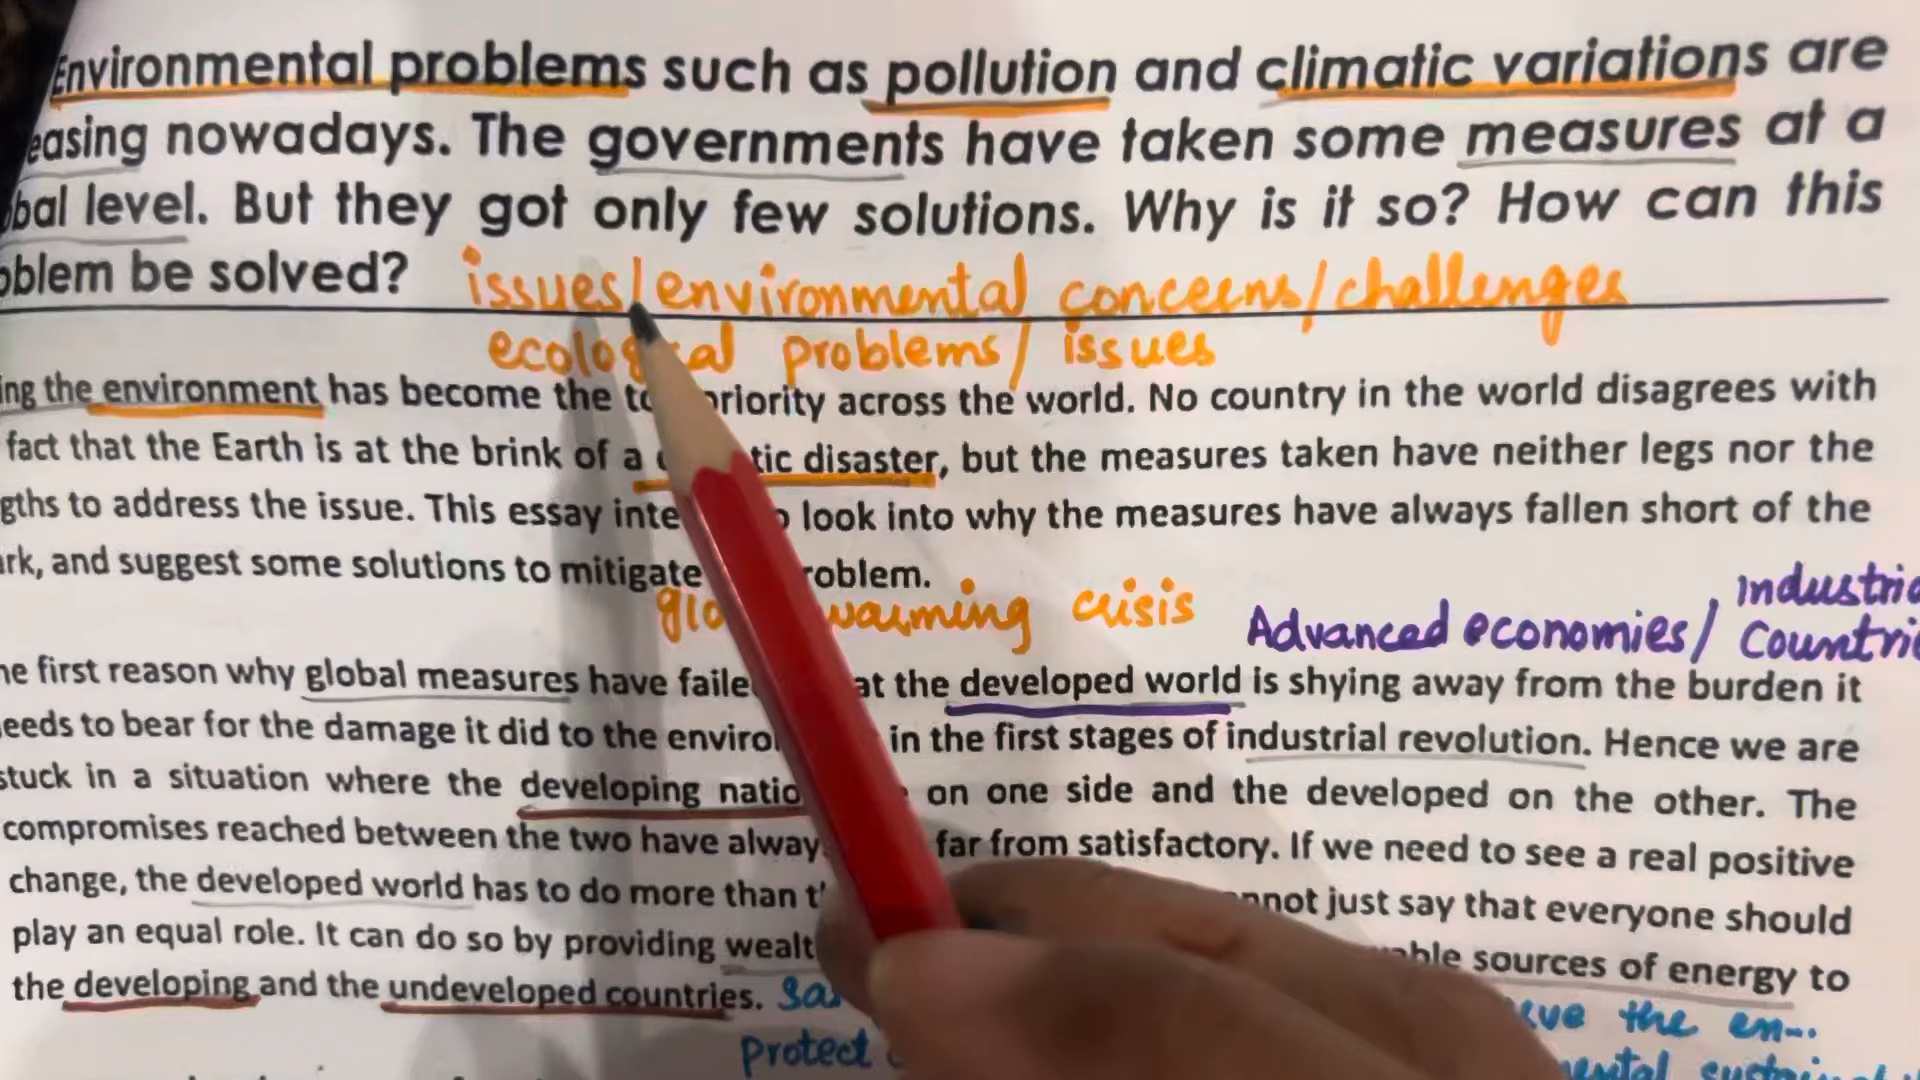 Environmental problems such as pollution and climatic variations are
easing nowadays. The governments have taken some measures at a
bal level. But they got only few solutions. Why is it so? How can this
oblem be solved?
issues/environmental concerns/challenges
ecological problems/ issues
ing the environment has become the priority across the world. No country in the world disagrees with
fact that the Earth is at the brink of a tic disaster, but the measures taken have neither legs nor the
gths to address the issue. This essay inte look into why the measures have always fallen short of the
ark, and suggest some solutions to mitigate roblem.
glo warming crisis
Advanced economies/ Industri
Countri
he first reason why global measures have faile at the developed world is shying away from the burden it
eeds to bear for the damage it did to the enviro in the first stages of industrial revolution. Hence we are
stuck in a situation where the developing natio on one side and the developed on the other. The
compromises reached between the two have alway far from satisfactory. If we need to see a real positive
change, the developed world has to do more than t nnot just say that everyone should
play an equal role. It can do so by providing wealt able sources of energy to
the developing and the undeveloped countries.
the en...
protect